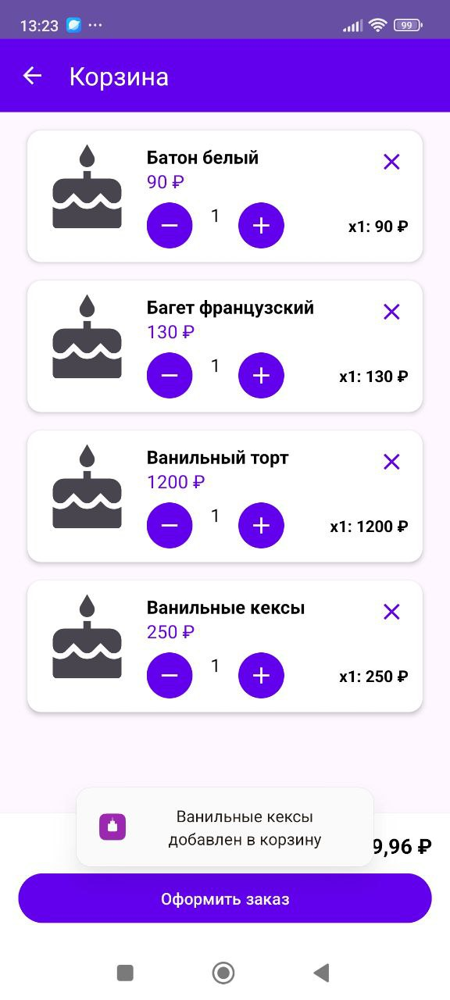 13:23
99
Корзина
Батон белый
90 ₽
1
x1: 90 ₽
Багет французский
130 ₽
1
x1: 130 ₽
Ванильный торт
1200 ₽
1
x1: 1200 ₽
Ванильные кексы
250 ₽
1
x1: 250 ₽
Ванильные кексы
добавлен в корзину
9,96 ₽
Оформить заказ